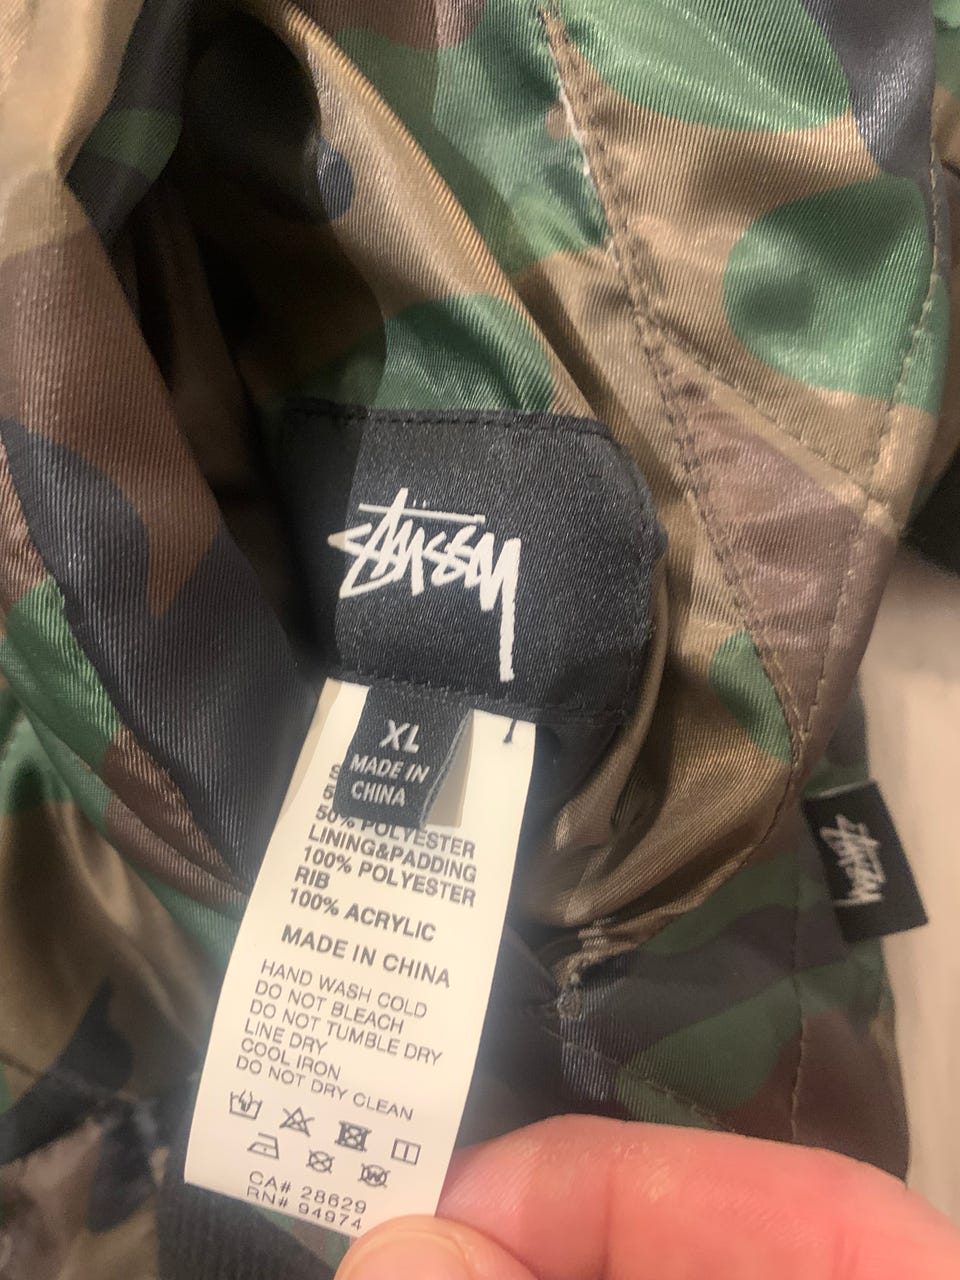 STÜSSY
XL
MADE IN
CHINA
50% POLYESTER
LINING&PADDING
100% POLYESTER
RIB
100% ACRYLIC
MADE IN CHINA
HAND WASH COLD
DO NOT BLEACH
DO NOT TUMBLE DRY
LINE DRY
COOL IRON
DO NOT DRY CLEAN
W
CA# 28629
RN# 94974
STÜSSY